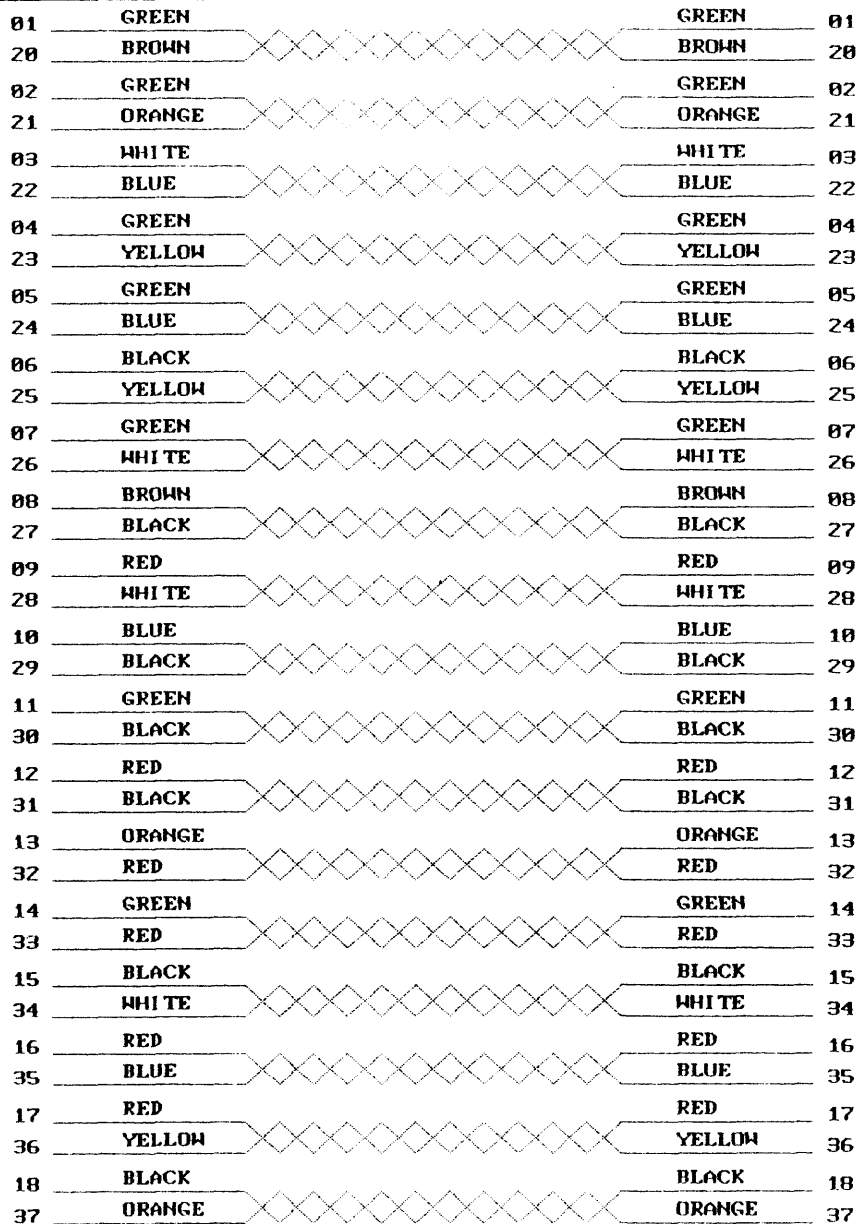 01 GREEN GREEN 01
20 BROWN BROWN 20
02 GREEN GREEN 02
21 ORANGE ORANGE 21
03 WHITE WHITE 03
22 BLUE BLUE 22
04 GREEN GREEN 04
23 YELLOW YELLOW 23
05 GREEN GREEN 05
24 BLUE BLUE 24
06 BLACK BLACK 06
25 YELLOW YELLOW 25
07 GREEN GREEN 07
26 WHITE WHITE 26
08 BROWN BROWN 08
27 BLACK BLACK 27
09 RED RED 09
28 WHITE WHITE 28
10 BLUE BLUE 10
29 BLACK BLACK 29
11 GREEN GREEN 11
30 BLACK BLACK 30
12 RED RED 12
31 BLACK BLACK 31
13 ORANGE ORANGE 13
32 RED RED 32
14 GREEN GREEN 14
33 RED RED 33
15 BLACK BLACK 15
34 WHITE WHITE 34
16 RED RED 16
35 BLUE BLUE 35
17 RED RED 17
36 YELLOW YELLOW 36
18 BLACK BLACK 18
37 ORANGE ORANGE 37